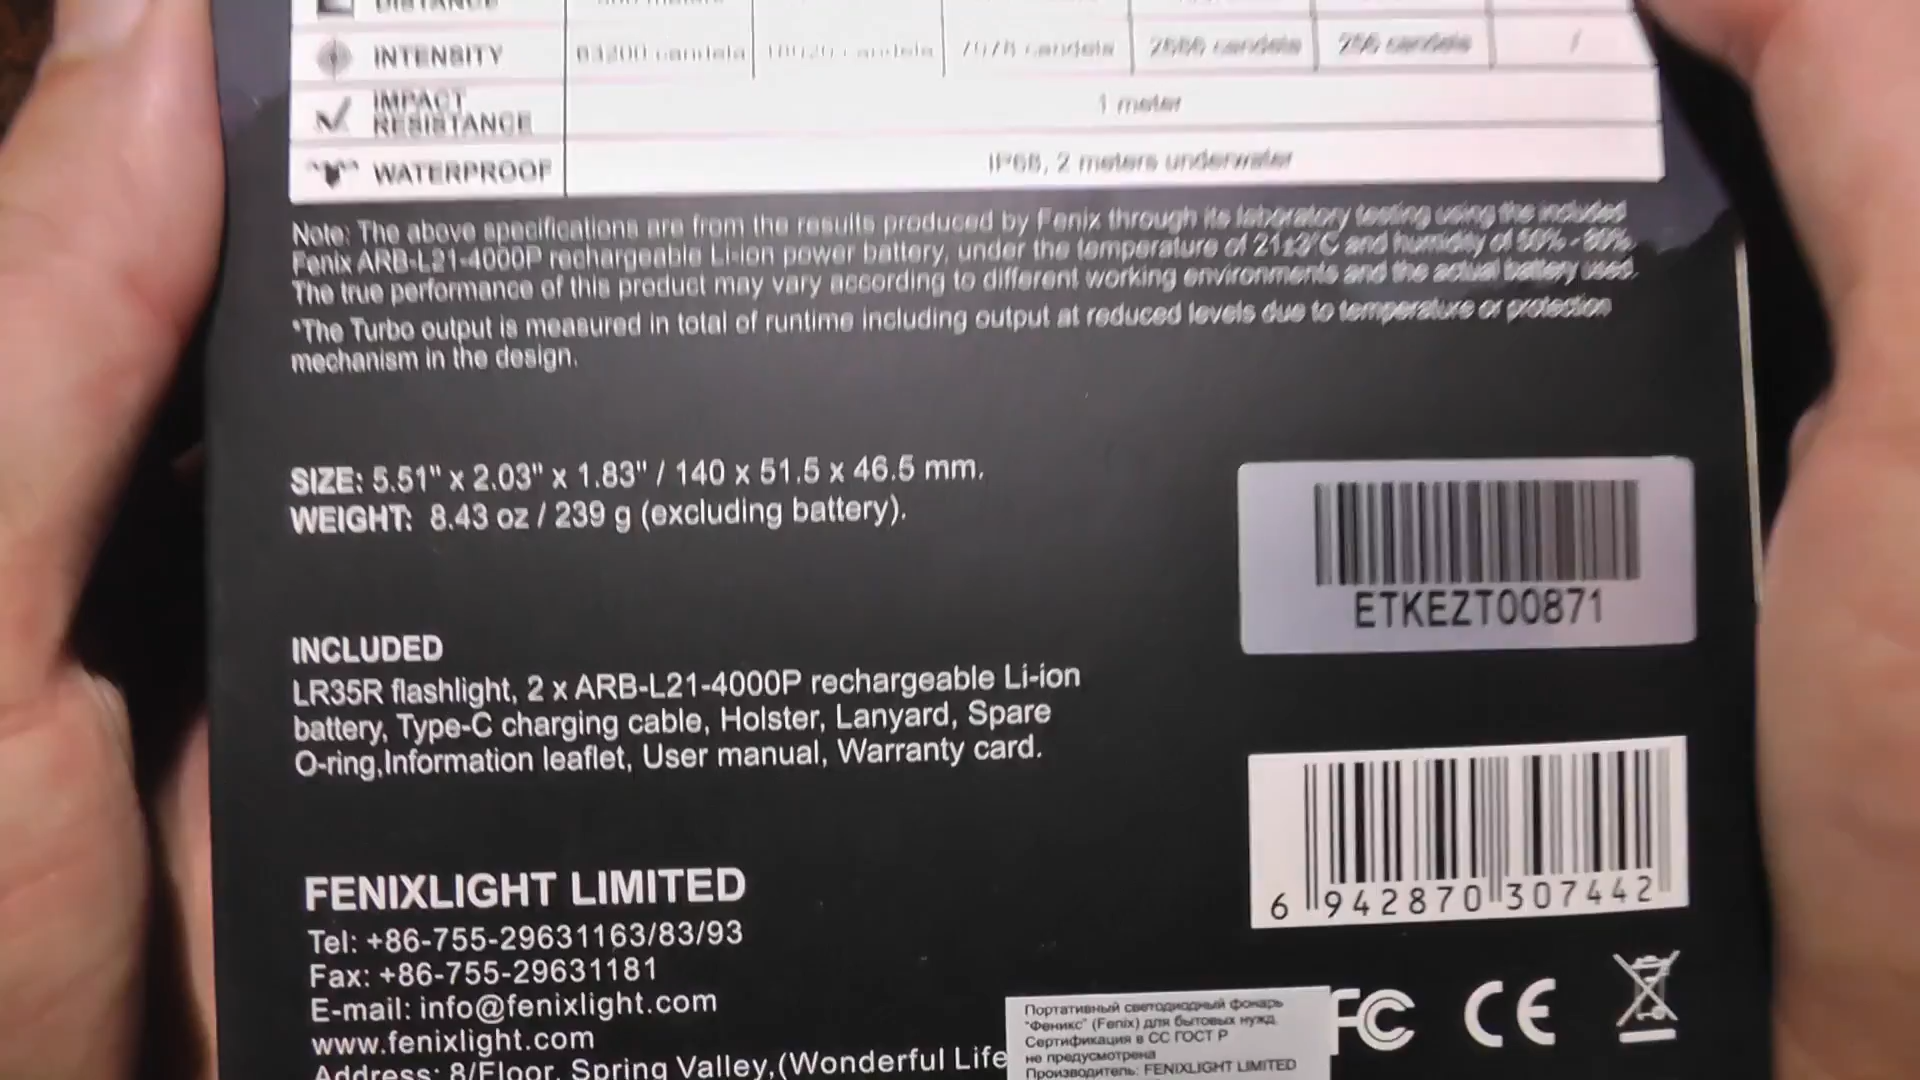 DISTANCE
INTENSITY candela candela 7078 candela 2666 candela 256 candela /
IMPACT RESISTANCE 1 meter
WATERPROOF IP68, 2 meters underwater
Note: The above specifications are from the results produced by Fenix through its laboratory testing using the included
Fenix ARB-L21-4000P rechargeable Li-ion power battery, under the temperature of 21±3°C and humidity of 50% - 80%.
The true performance of this product may vary according to different working environments and the actual battery used.
*The Turbo output is measured in total of runtime including output at reduced levels due to temperature or protection
mechanism in the design.
SIZE: 5.51" x 2.03" x 1.83" / 140 x 51.5 x 46.5 mm.
WEIGHT: 8.43 oz / 239 g (excluding battery).
ETKEZT00871
INCLUDED
LR35R flashlight, 2 x ARB-L21-4000P rechargeable Li-ion
battery, Type-C charging cable, Holster, Lanyard, Spare
O-ring,Information leaflet, User manual, Warranty card.
6 942870 307442
FENIXLIGHT LIMITED
Tel: +86-755-29631163/83/93
Fax: +86-755-29631181
E-mail: info@fenixlight.com
www.fenixlight.com
Address: 8/Floor, Spring Valley,(Wonderful Life
Портативный светодиодный фонарь
"Феникс" (Fenix) для бытовых нужд.
Сертификация в СС ГОСТ Р
не предусмотрена
Производитель: FENIXLIGHT LIMITED
FC CE